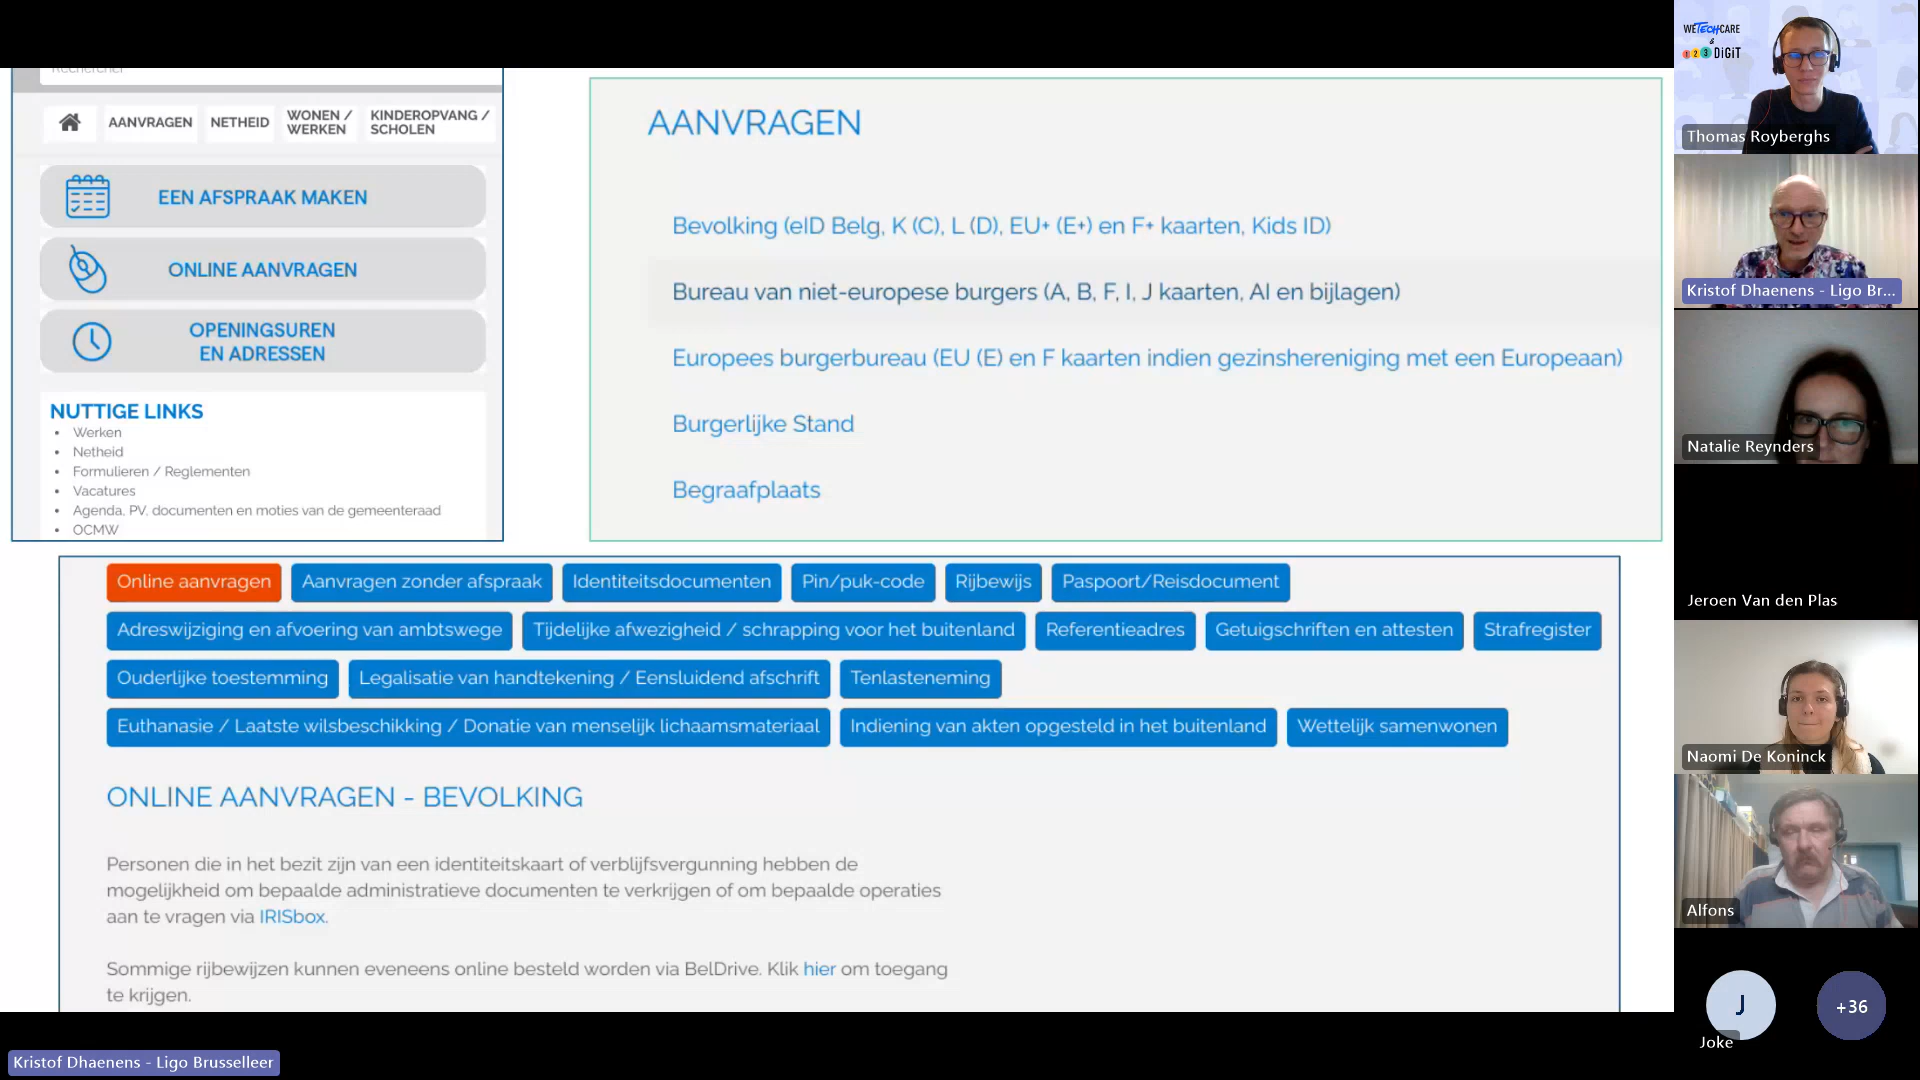 Rechercher
AANVRAGEN
NETHEID
WONEN /
WERKEN
KINDEROPVANG /
SCHOLEN
EEN AFSPRAAK MAKEN
ONLINE AANVRAGEN
OPENINGSUREN
EN ADRESSEN
NUTTIGE LINKS
• Werken
• Netheid
• Formulieren / Reglementen
• Vacatures
• Agenda, PV, documenten en moties van de gemeenteraad
• OCMW
AANVRAGEN
Bevolking (eID Belg, K (C), L (D), EU+ (E+) en F+ kaarten, Kids ID)
Bureau van niet-europese burgers (A, B, F, I, J kaarten, AI en bijlagen)
Europees burgerbureau (EU (E) en F kaarten indien gezinshereniging met een Europeaan)
Burgerlijke Stand
Begraafplaats
Online aanvragen Aanvragen zonder afspraak Identiteitsdocumenten Pin/puk-code Rijbewijs Paspoort/Reisdocument
Adreswijziging en afvoering van ambtswege Tijdelijke afwezigheid / schrapping voor het buitenland Referentieadres Getuigschriften en attesten Strafregister
Ouderlijke toestemming Legalisatie van handtekening / Eensluidend afschrift Tenlasteneming
Euthanasie / Laatste wilsbeschikking / Donatie van menselijk lichaamsmateriaal Indiening van akten opgesteld in het buitenland Wettelijk samenwonen
ONLINE AANVRAGEN - BEVOLKING
Personen die in het bezit zijn van een identiteitskaart of verblijfsvergunning hebben de
mogelijkheid om bepaalde administratieve documenten te verkrijgen of om bepaalde operaties
aan te vragen via IRISbox.
Sommige rijbewijzen kunnen eveneens online besteld worden via BelDrive. Klik hier om toegang
te krijgen.
WETECHCARE
&
123 DIGIT
Thomas Royberghs
Kristof Dhaenens - Ligo Br...
Natalie Reynders
Jeroen Van den Plas
Naomi De Koninck
Alfons
J
Joke
+36
Kristof Dhaenens - Ligo Brusselleer